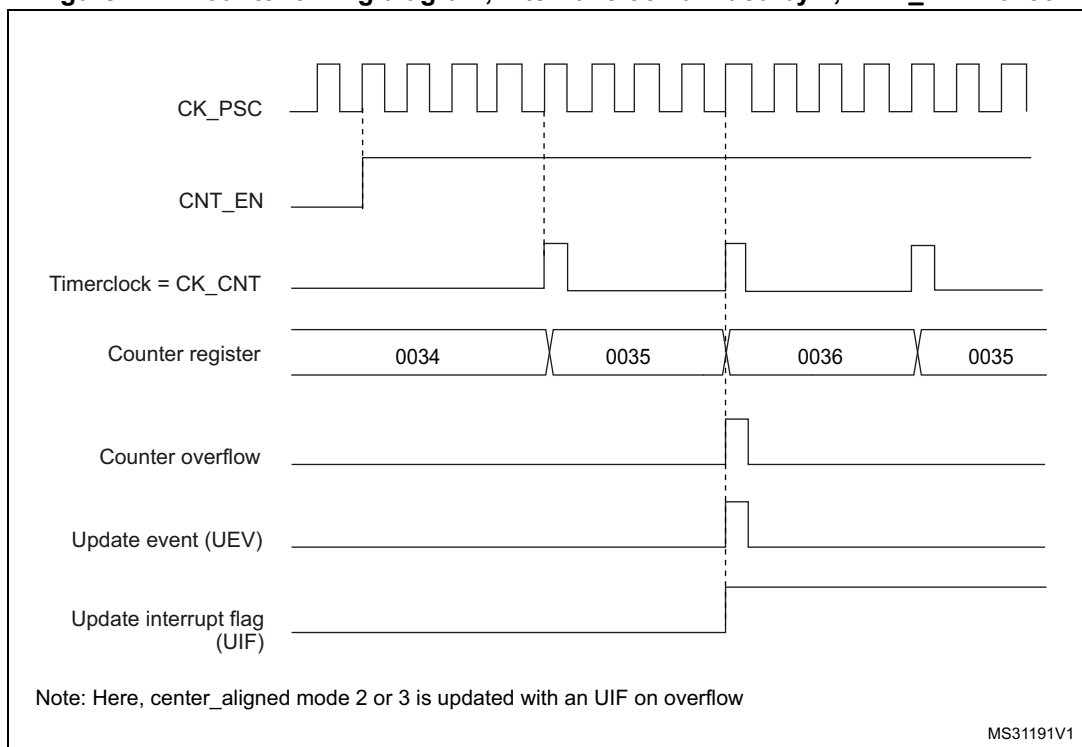 CK_PSC
CNT_EN
Timerclock = CK_CNT
Counter register
0034
0035
0036
0035
Counter overflow
Update event (UEV)
Update interrupt flag
(UIF)
Note: Here, center_aligned mode 2 or 3 is updated with an UIF on overflow
MS31191V1